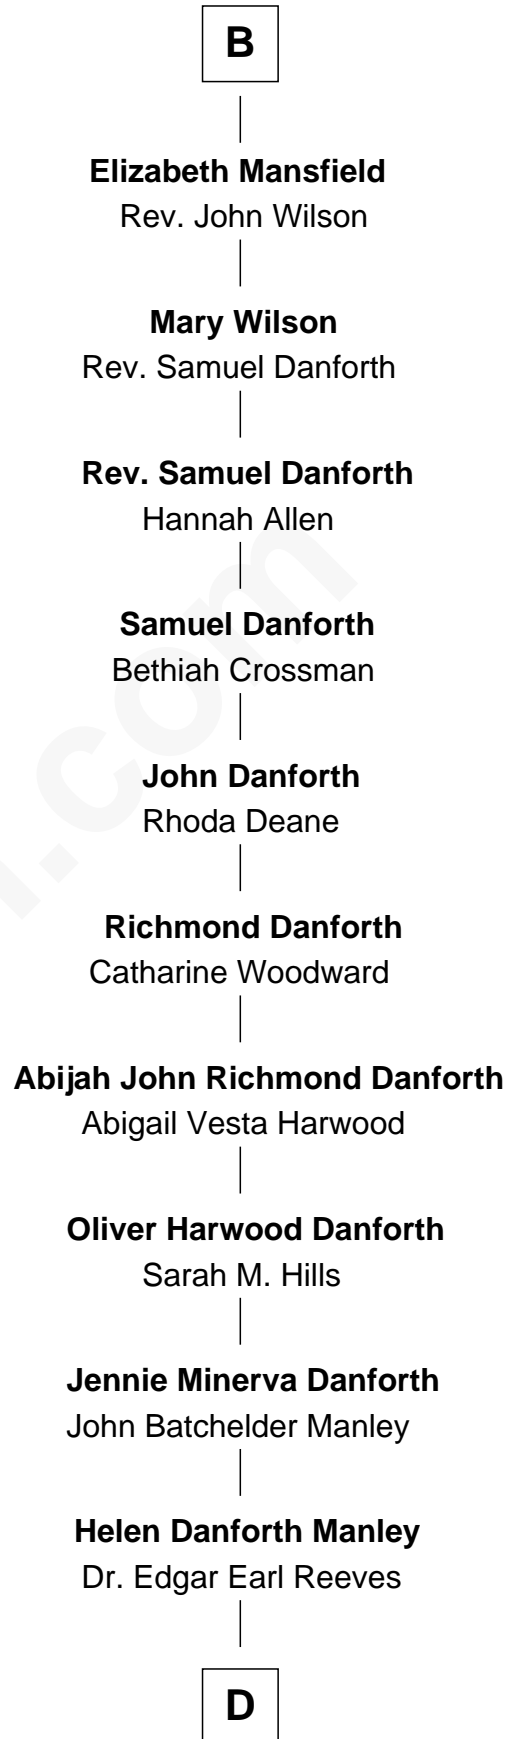 B
Elizabeth Mansfield
Rev. John Wilson
Mary Wilson
Rev. Samuel Danforth
Rev. Samuel Danforth
Hannah Allen
Samuel Danforth
Bethiah Crossman
John Danforth
Rhoda Deane
Richmond Danforth
Catharine Woodward
Abijah John Richmond Danforth
Abigail Vesta Harwood
Oliver Harwood Danforth
Sarah M. Hills
Jennie Minerva Danforth
John Batchelder Manley
Helen Danforth Manley
Dr. Edgar Earl Reeves
D